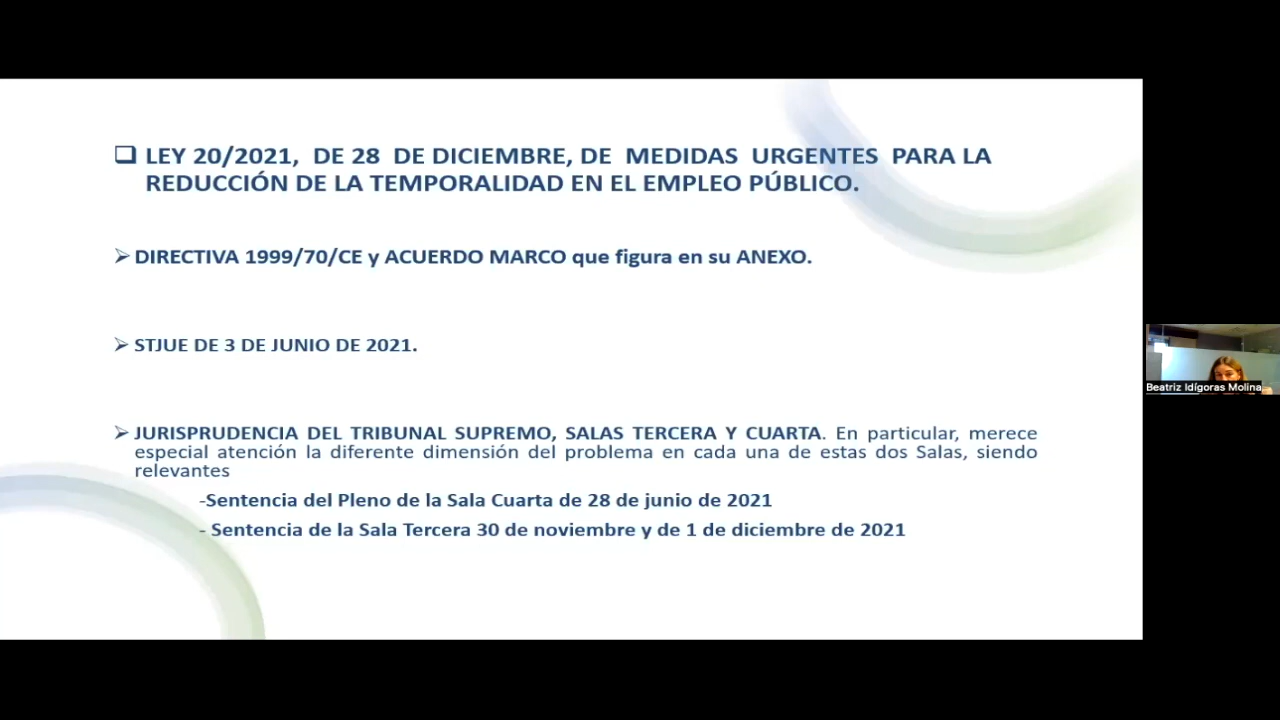 LEY 20/2021, DE 28 DE DICIEMBRE, DE MEDIDAS URGENTES PARA LA
REDUCCIÓN DE LA TEMPORALIDAD EN EL EMPLEO PÚBLICO.
DIRECTIVA 1999/70/CE y ACUERDO MARCO que figura en su ANEXO.
STJUE DE 3 DE JUNIO DE 2021.
JURISPRUDENCIA DEL TRIBUNAL SUPREMO, SALAS TERCERA Y CUARTA. En particular, merece
especial atención la diferente dimensión del problema en cada una de estas dos Salas, siendo
relevantes
-Sentencia del Pleno de la Sala Cuarta de 28 de junio de 2021
- Sentencia de la Sala Tercera 30 de noviembre y de 1 de diciembre de 2021
Beatriz Idígoras Molina